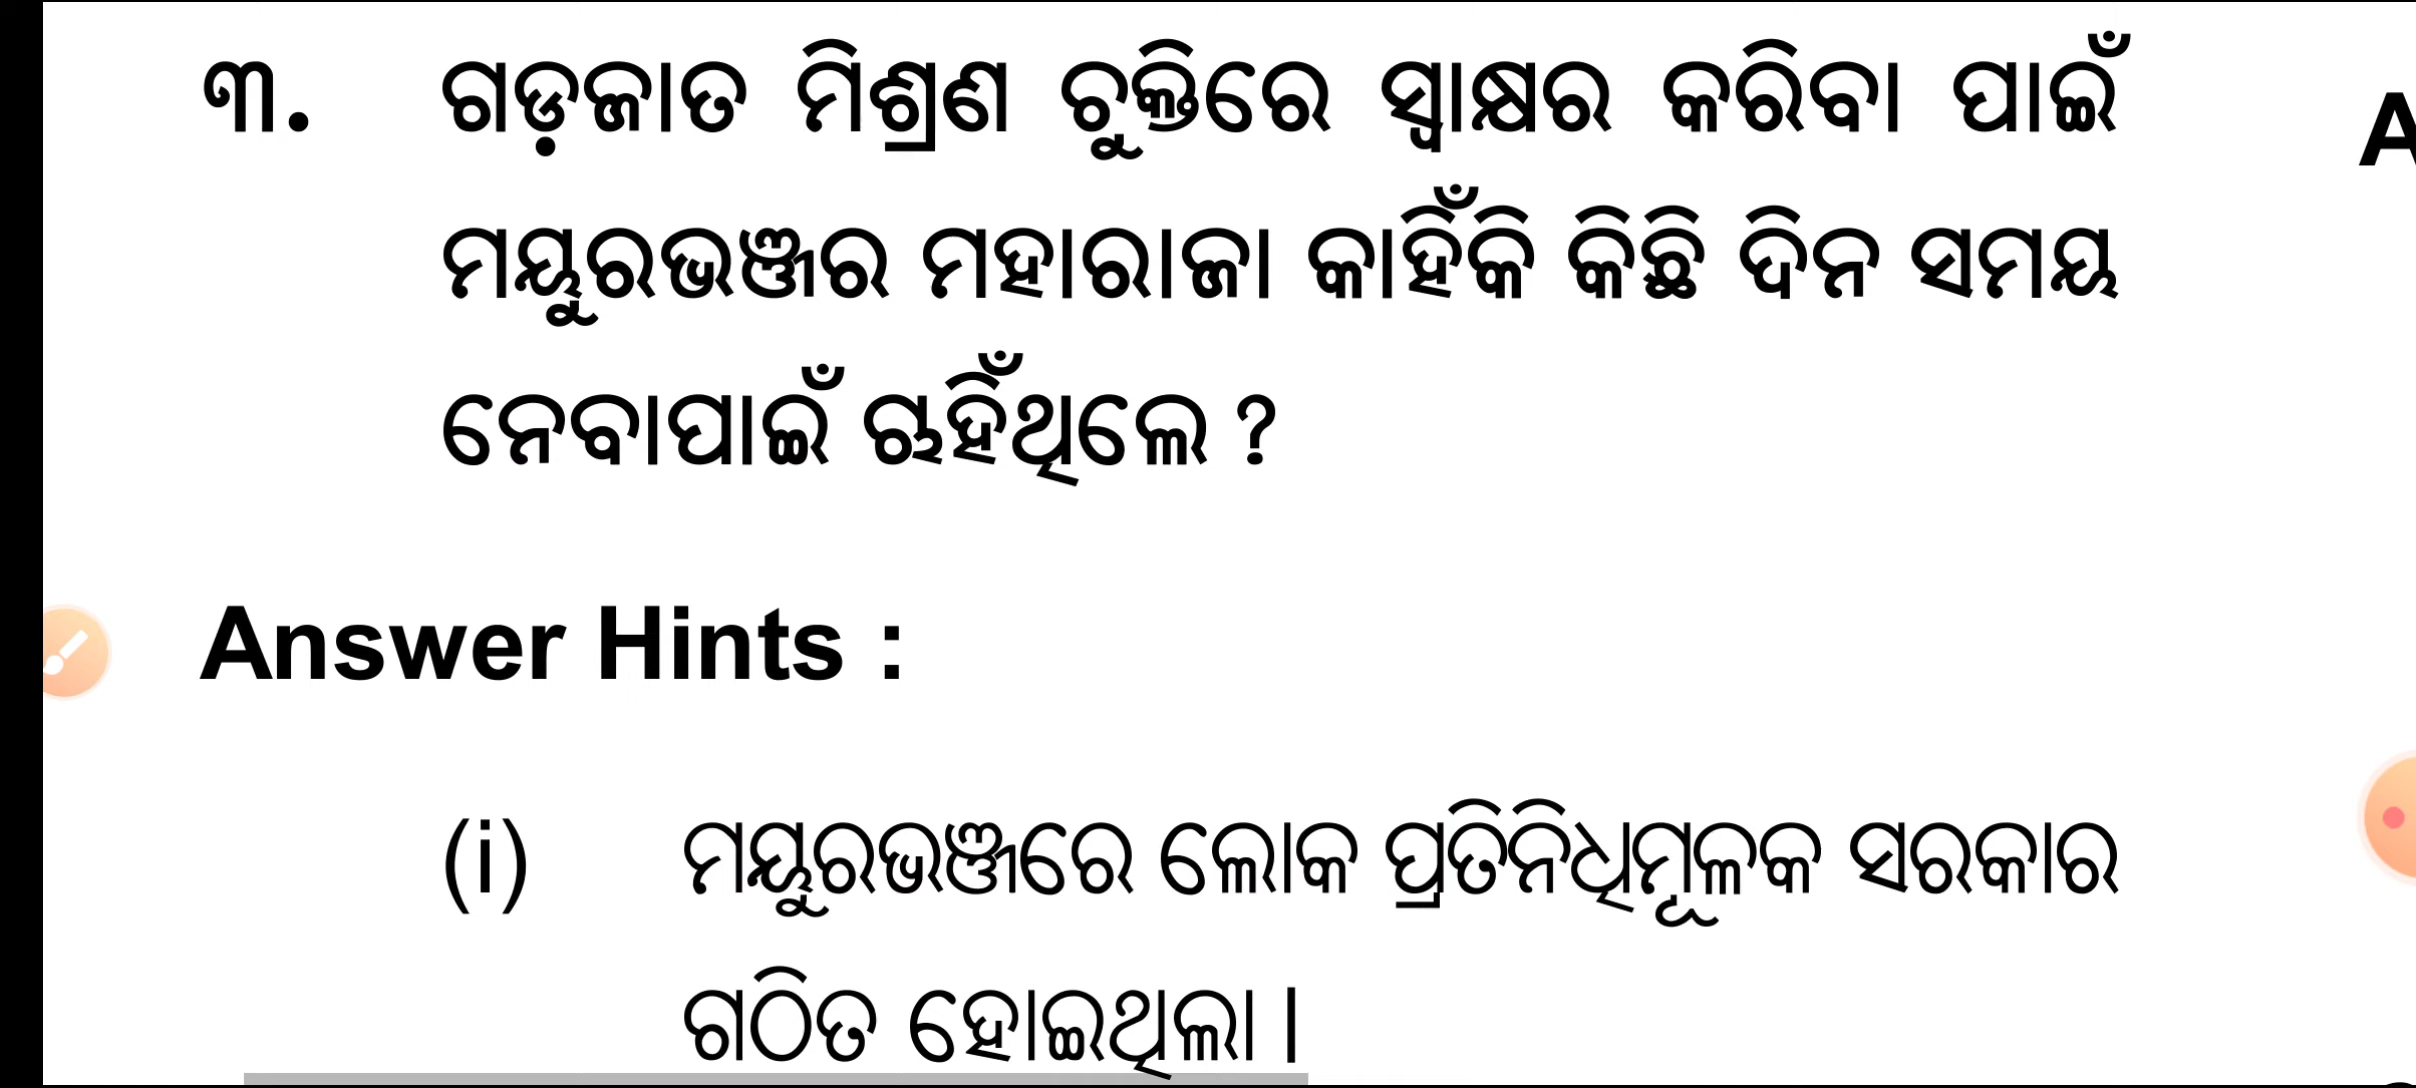 ୩. ଗଡ଼ଜାତ ମିଶ୍ରଣ ଚୁକ୍ତିରେ ସ୍ୱାକ୍ଷର କରିବା ପାଇଁ
ମୟୁରଭଞ୍ଜର ମହାରାଜା କାହିଁକି କିଛି ଦିନ ସମୟ
ନେବାପାଇଁ ଚାହିଁଥିଲେ ?
Answer Hints :
(i) ମୟୁରଭଞ୍ଜରେ ଲୋକ ପ୍ରତିନିଧିମୂଳକ ସରକାର
ଗଠିତ ହୋଇଥିଲା |
A